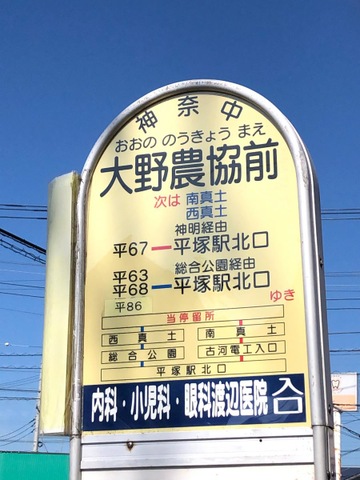 神奈中
おおの のうきょう まえ
大野農協前
次は 南真土
西真土
神明経由
平67ー平塚駅北口
総合公園経由
平63
平68ー平塚駅北口
平86
ゆき
当停留所
西真土 南真土
総合公園 古河電工入口
平塚駅北口
内科・小児科・眼科渡辺医院入口